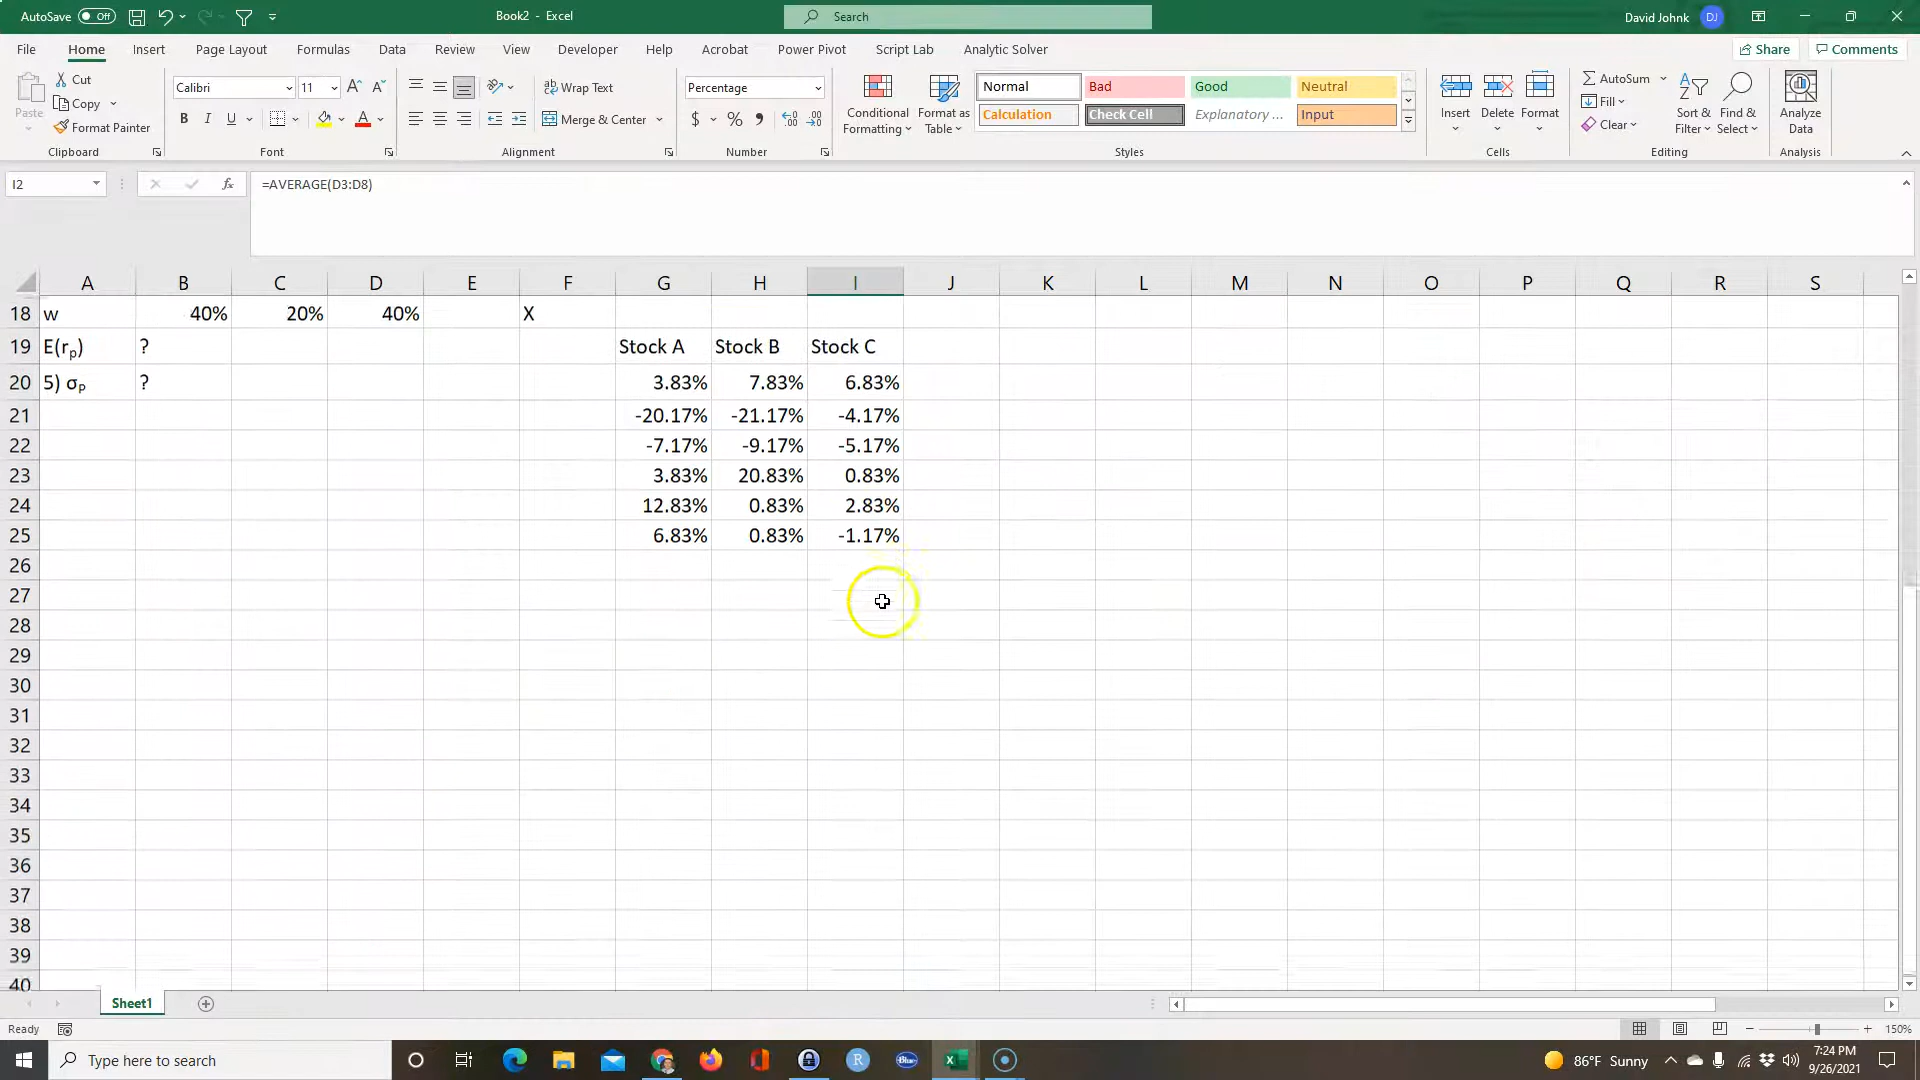 AutoSave Off Book2 - Excel Search David Johnk DJ
File Home Insert Page Layout Formulas Data Review View Developer Help Acrobat Power Pivot Script Lab Analytic Solver Share Comments
Paste Cut Copy Format Painter
Calibri 11 Wrap Text Merge & Center Percentage
Conditional Formatting Format as Table
Normal Bad Good Neutral
Calculation Check Cell Explanatory ... Input
Insert Delete Format AutoSum Fill Clear Sort & Filter Find & Select Analyze Data
Clipboard Font Alignment Number Styles Cells Editing Analysis
I2 fx =AVERAGE(D3:D8)
A B C D E F G H I J K L M N O P Q R S
18 w 40% 20% 40% X
19 E(rp) ? Stock A Stock B Stock C
20 5) σp ? 3.83% 7.83% 6.83%
21 -20.17% -21.17% -4.17%
22 -7.17% -9.17% -5.17%
23 3.83% 20.83% 0.83%
24 12.83% 0.83% 2.83%
25 6.83% 0.83% -1.17%
26
27
28
29
30
31
32
33
34
35
36
37
38
39
40
Sheet1
Ready 150%
Type here to search 86°F Sunny 7:24 PM
9/26/2021